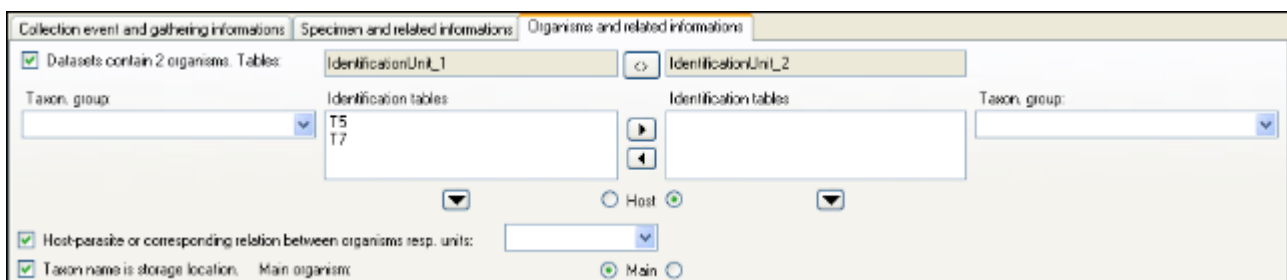 Collection event and gathering informations Specimen and related informations Organisms and related informations
Datasets contain 2 organisms. Tables: IdentificationUnit_1 <> IdentificationUnit_2
Taxon. group: Identification tables Identification tables Taxon. group:
T5
T7
Host
Host-parasite or corresponding relation between organisms resp. units:
Taxon name is storage location. Main organism: Main